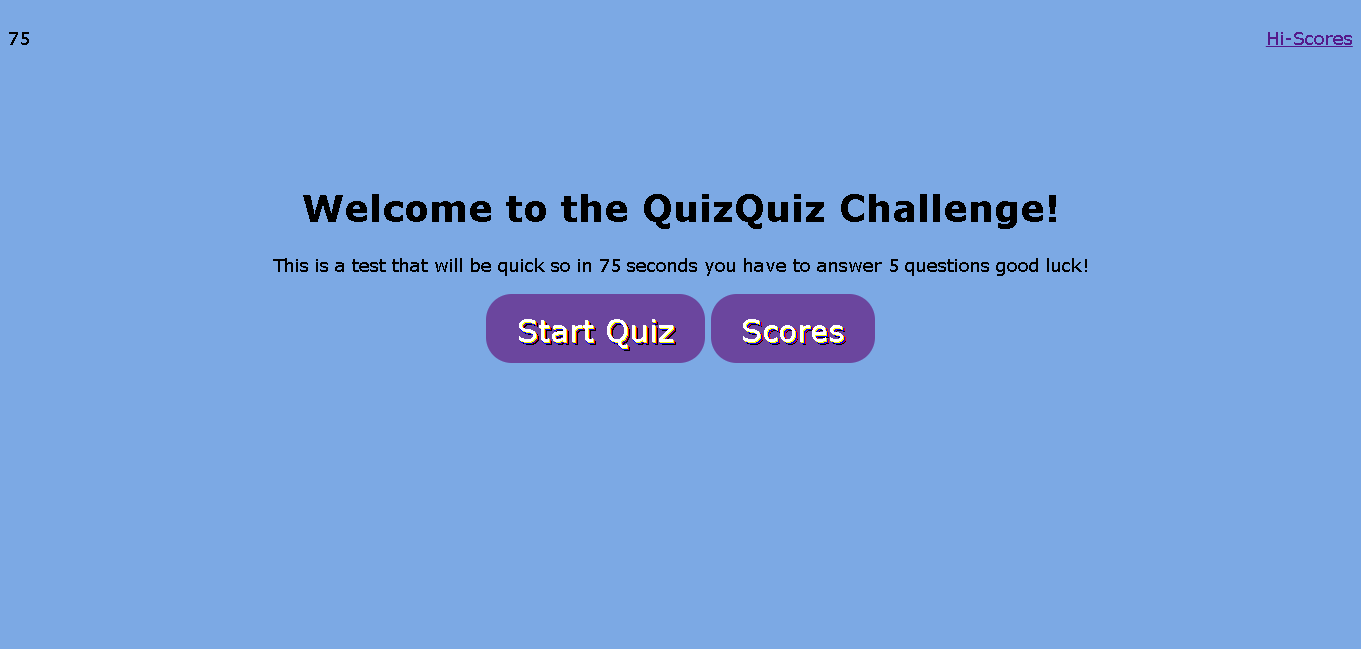 75 Hi-Scores
Welcome to the QuizQuiz Challenge!
This is a test that will be quick so in 75 seconds you have to answer 5 questions good luck!
Start Quiz Scores